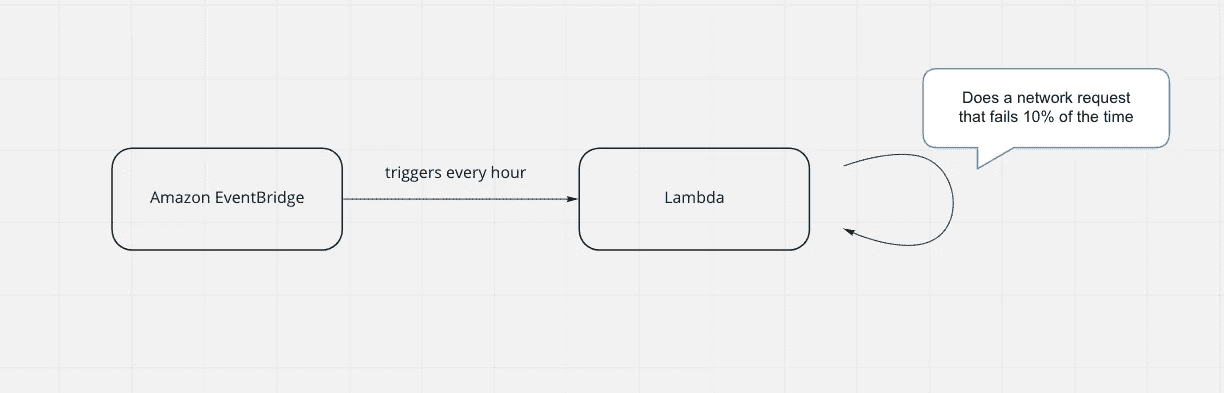 Amazon EventBridge
triggers every hour
Lambda
Does a network request
that fails 10% of the time